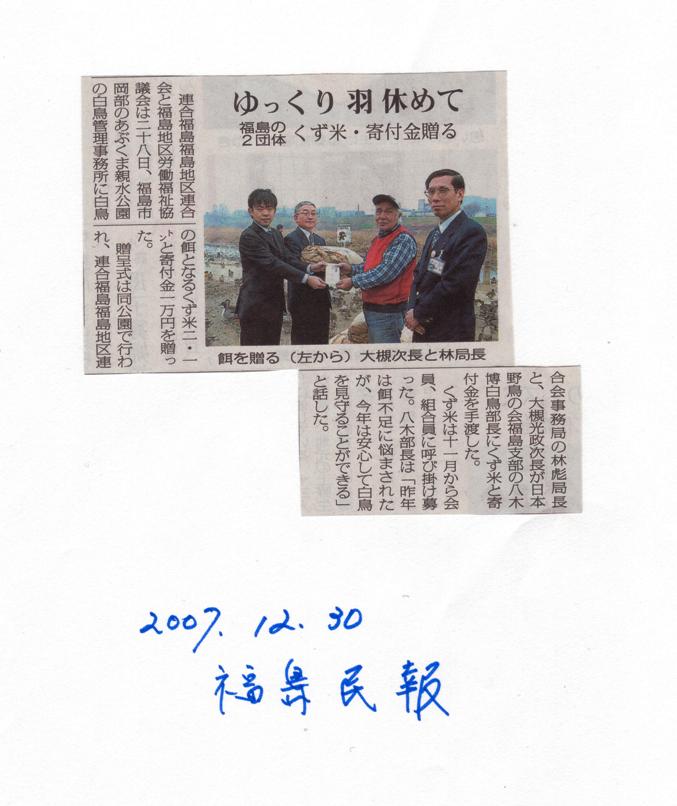 ゆっくり羽休めて
福島の
2団体
くず米・寄付金贈る
連合福島福島地区連合
会と福島地区労働福祉協
議会は二十八日、福島市
岡部のあぶくま親水公園
の白鳥管理事務所に白鳥
の餌となるくず米二・一
㌧と寄付金一万円を贈っ
た。
贈呈式は同公園で行わ
れ、連合福島福島地区連
餌を贈る(左から)大槻次長と林局長
合会事務局の林彪局長
と、大槻光政次長が日本
野鳥の会福島支部の八木
博白鳥部長にくず米と寄
付金を手渡した。
くず米は十一月から会
員、組合員に呼び掛け募
った。八木部長は「昨年
は餌不足に悩まされた
が、今年は安心して白鳥
を見守ることができる」
と話した。
2007.12.30
福島民報